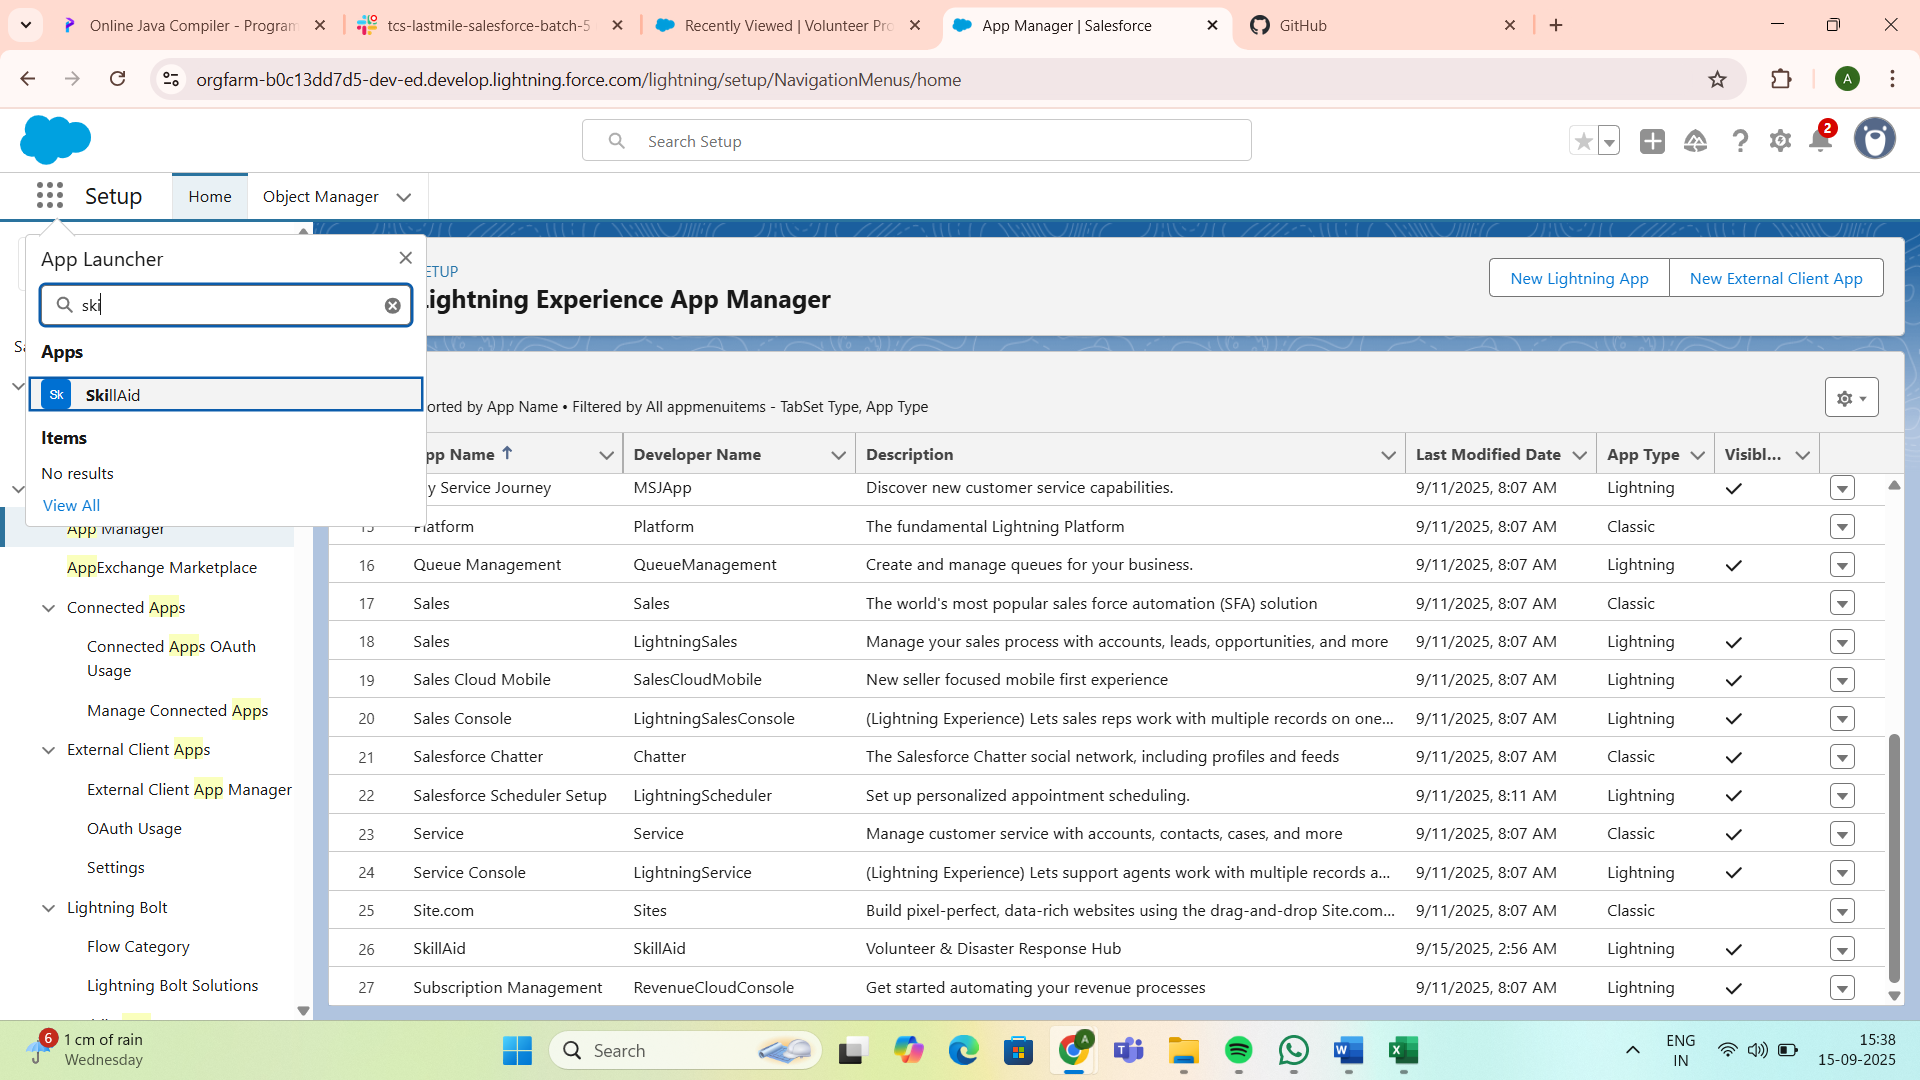 Online Java Compiler - Program
tcs-lastmile-salesforce-batch-5
Recently Viewed | Volunteer Pro
App Manager | Salesforce
GitHub
orgfarm-b0c13dd7d5-dev-ed.develop.lightning.force.com/lightning/setup/NavigationMenus/home
A
Search Setup
2
Setup
Home
Object Manager
App Launcher
ski
Apps
Sk SkillAid
Items
No results
View All
App Manager
AppExchange Marketplace
Connected Apps
Connected Apps OAuth
Usage
Manage Connected Apps
External Client Apps
External Client App Manager
OAuth Usage
Settings
Lightning Bolt
Flow Category
Lightning Bolt Solutions
ETUP
Lightning Experience App Manager
New Lightning App
New External Client App
orted by App Name • Filtered by All appmenuitems - TabSet Type, App Type
pp Name Developer Name Description Last Modified Date App Type Visibl...
y Service Journey MSJApp Discover new customer service capabilities. 9/11/2025, 8:07 AM Lightning
15 Platform Platform The fundamental Lightning Platform 9/11/2025, 8:07 AM Classic
16 Queue Management QueueManagement Create and manage queues for your business. 9/11/2025, 8:07 AM Lightning
17 Sales Sales The world's most popular sales force automation (SFA) solution 9/11/2025, 8:07 AM Classic
18 Sales LightningSales Manage your sales process with accounts, leads, opportunities, and more 9/11/2025, 8:07 AM Lightning
19 Sales Cloud Mobile SalesCloudMobile New seller focused mobile first experience 9/11/2025, 8:07 AM Lightning
20 Sales Console LightningSalesConsole (Lightning Experience) Lets sales reps work with multiple records on one... 9/11/2025, 8:07 AM Lightning
21 Salesforce Chatter Chatter The Salesforce Chatter social network, including profiles and feeds 9/11/2025, 8:07 AM Classic
22 Salesforce Scheduler Setup LightningScheduler Set up personalized appointment scheduling. 9/11/2025, 8:11 AM Lightning
23 Service Service Manage customer service with accounts, contacts, cases, and more 9/11/2025, 8:07 AM Classic
24 Service Console LightningService (Lightning Experience) Lets support agents work with multiple records a... 9/11/2025, 8:07 AM Lightning
25 Site.com Sites Build pixel-perfect, data-rich websites using the drag-and-drop Site.com... 9/11/2025, 8:07 AM Classic
26 SkillAid SkillAid Volunteer & Disaster Response Hub 9/15/2025, 2:56 AM Lightning
27 Subscription Management RevenueCloudConsole Get started automating your revenue processes 9/11/2025, 8:07 AM Lightning
6
1 cm of rain
Wednesday
Search
A
ENG
IN
15:38
15-09-2025